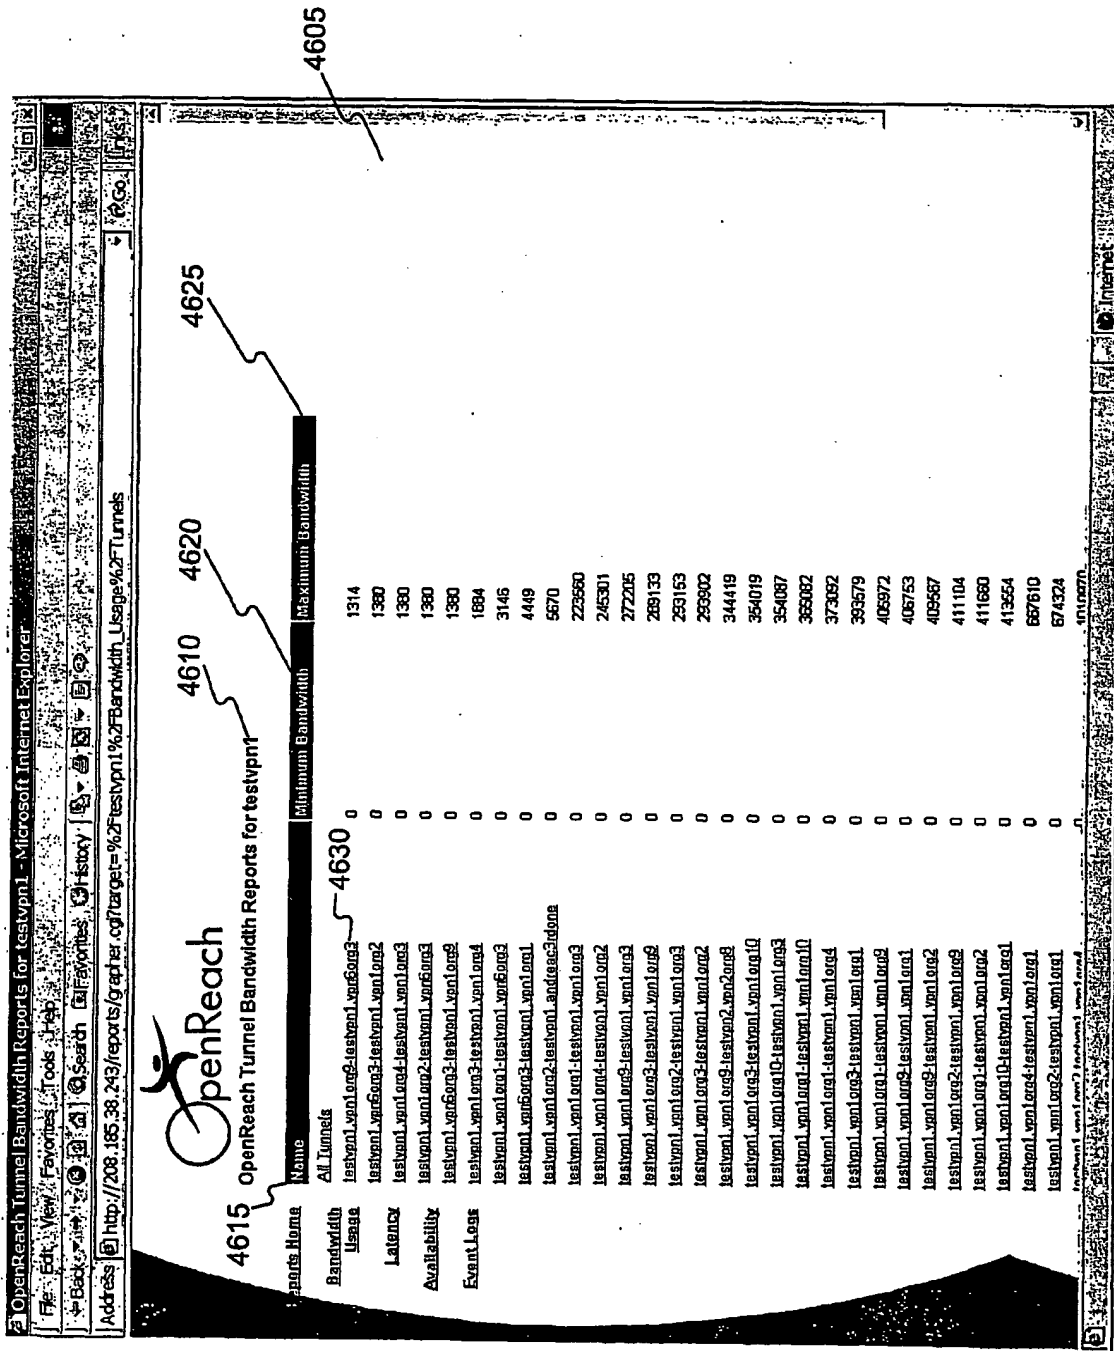 OpenReach Tunnel Bandwidth Reports for testvpn1 - Microsoft Internet Explorer
File Edit View Favorites Tools Help
Back Search Favorites History
Address http://208.185.38.243/reports/grapher.cgi?target=%2Ftestvpn1%2FBandwidth_Usage%2FTunnels Go Links
OpenReach
4605
4610
4615
4620
4625
4630
OpenReach Tunnel Bandwidth Reports for testvpn1
Reports Home
Bandwidth Usage
Latency
Availability
Event Logs
Name Minimum Bandwidth Maximum Bandwidth
All Tunnels
testvpn1.vpn1org9-testvpn1.vpn6org3 0 1314
testvpn1.vpn6org3-testvpn1.vpn1org2 0 1380
testvpn1.vpn1org4-testvpn1.vpn1org3 0 1380
testvpn1.vpn1org2-testvpn1.vpn6org3 0 1380
testvpn1.vpn6org3-testvpn1.vpn1org9 0 1380
testvpn1.vpn1org3-testvpn1.vpn1org4 0 1884
testvpn1.vpn1org1-testvpn1.vpn6org3 0 3146
testvpn1.vpn6org3-testvpn1.vpn1org1 0 4449
testvpn1.vpn1org2-testvpn1.andreac3rdone 0 5670
testvpn1.vpn1org1-testvpn1.vpn1org3 0 223560
testvpn1.vpn1org4-testvpn1.vpn1org2 0 245301
testvpn1.vpn1org9-testvpn1.vpn1org3 0 272205
testvpn1.vpn1org3-testvpn1.vpn1org9 0 289133
testvpn1.vpn1org2-testvpn1.vpn1org3 0 293153
testvpn1.vpn1org3-testvpn1.vpn1org2 0 293902
testvpn1.vpn1org9-testvpn2.vpn2org8 0 344419
testvpn1.vpn1org3-testvpn1.vpn1org10 0 354019
testvpn1.vpn1org10-testvpn1.vpn1org3 0 354087
testvpn1.vpn1org1-testvpn1.vpn1org10 0 365082
testvpn1.vpn1org1-testvpn1.vpn1org4 0 373092
testvpn1.vpn1org3-testvpn1.vpn1org1 0 393579
testvpn1.vpn1org1-testvpn1.vpn1org9 0 406972
testvpn1.vpn1org9-testvpn1.vpn1org1 0 406753
testvpn1.vpn1org9-testvpn1.vpn1org2 0 409587
testvpn1.vpn1org2-testvpn1.vpn1org9 0 411104
testvpn1.vpn1org1-testvpn1.vpn1org2 0 411660
testvpn1.vpn1org10-testvpn1.vpn1org1 0 413554
testvpn1.vpn1org4-testvpn1.vpn1org1 0 667610
testvpn1.vpn1org2-testvpn1.vpn1org1 0 674324
Internet